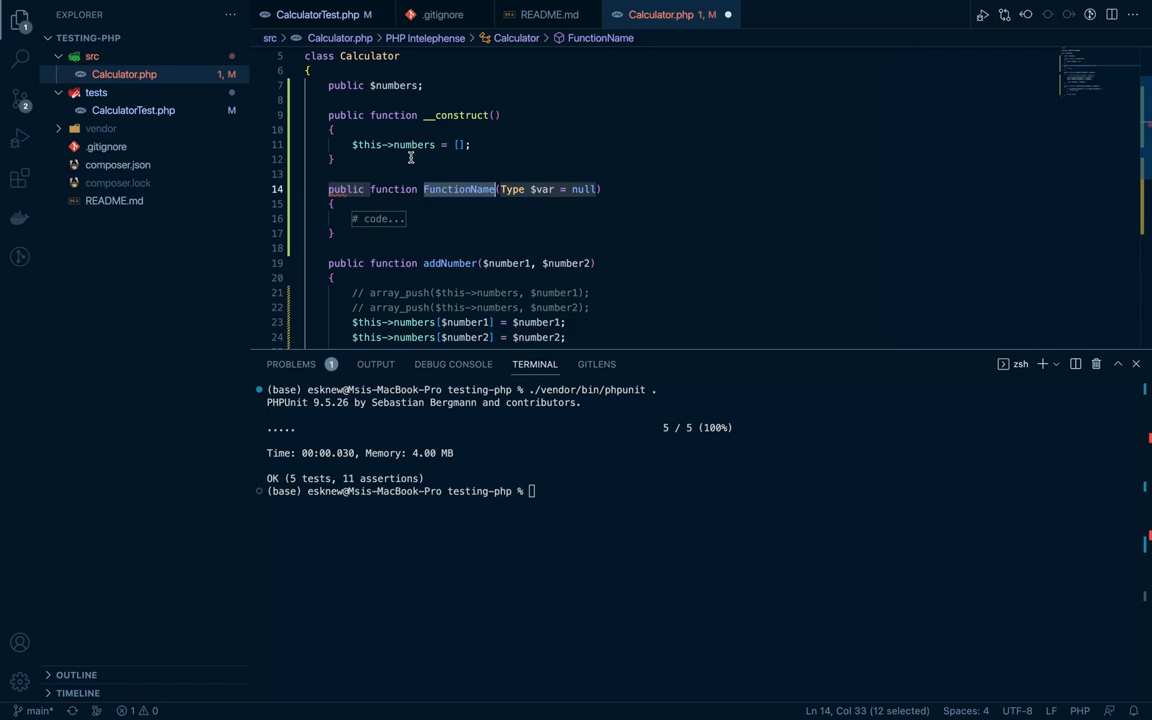 EXPLORER
TESTING-PHP
src
Calculator.php 1, M
tests
CalculatorTest.php M
vendor
.gitignore
composer.json
composer.lock
README.md
OUTLINE
TIMELINE
1
2
CalculatorTest.php M
.gitignore
README.md
Calculator.php 1, M
src > Calculator.php > PHP Intelephense > Calculator > FunctionName
5 class Calculator
6 {
7 public $numbers;
8
9 public function __construct()
10 {
11 $this->numbers = [];
12 }
13
14 public function FunctionName(Type $var = null)
15 {
16 # code...
17 }
18
19 public function addNumber($number1, $number2)
20 {
21 // array_push($this->numbers, $number1);
22 // array_push($this->numbers, $number2);
23 $this->numbers[$number1] = $number1;
24 $this->numbers[$number2] = $number2;
PROBLEMS 1 OUTPUT DEBUG CONSOLE TERMINAL GITLENS
zsh
(base) esknew@Msis-MacBook-Pro testing-php % ./vendor/bin/phpunit .
PHPUnit 9.5.26 by Sebastian Bergmann and contributors.
..... 5 / 5 (100%)
Time: 00:00.030, Memory: 4.00 MB
OK (5 tests, 11 assertions)
(base) esknew@Msis-MacBook-Pro testing-php %
main* 1 0 Ln 14, Col 33 (12 selected) Spaces: 4 UTF-8 LF PHP